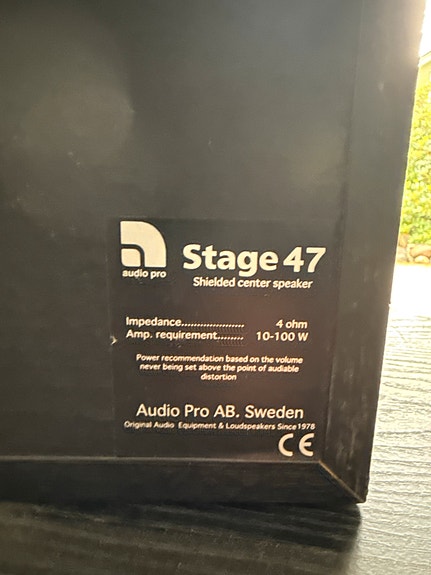 audio pro
Stage 47
Shielded center speaker
Impedance.................... 4 ohm
Amp. requirement........ 10-100 W
Power recommendation based on the volume
never being set above the point of audiable
distortion
Audio Pro AB. Sweden
Original Audio Equipment & Loudspeakers Since 1978
CE